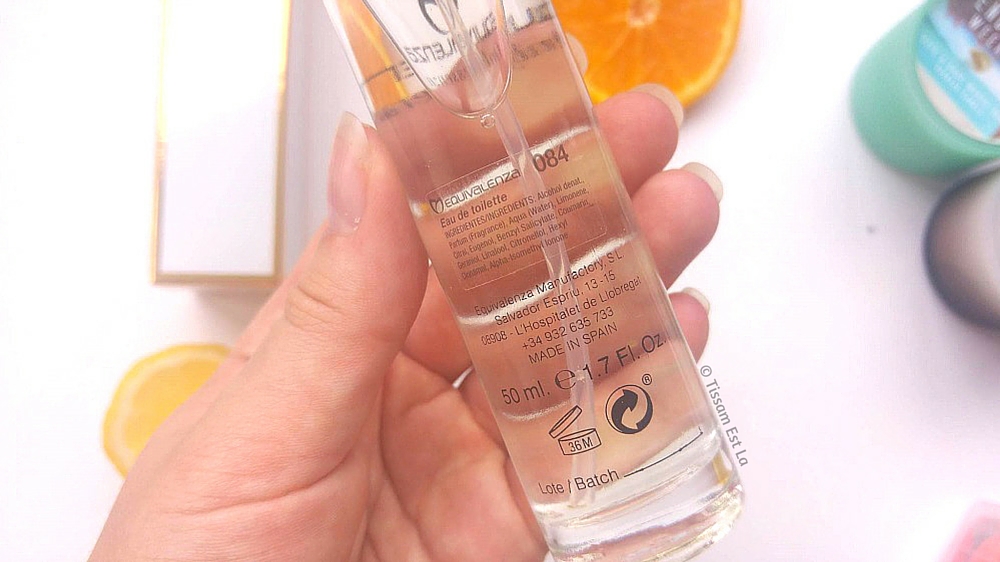 EQUIVALENZA 084
Eau de toilette
INGREDIENTES/INGREDIENTS: Alcohol denat.,
Parfum (Fragrance), Aqua (Water), Limonene,
Citral, Eugenol, Benzyl Salicylate, Coumarin,
Geraniol, Linalool, Citronellol, Hexyl
Cinnamal, Alpha-Isomethyl Ionone
Equivalenza Manufactory, S.L.
Salvador Espriu, 13-15
08908 - L'Hospitalet de Llobregat
+34 932 635 733
MADE IN SPAIN
50 ml. e 1.7 Fl. Oz.
36M
®
Lote / Batch
© Tissam Est La